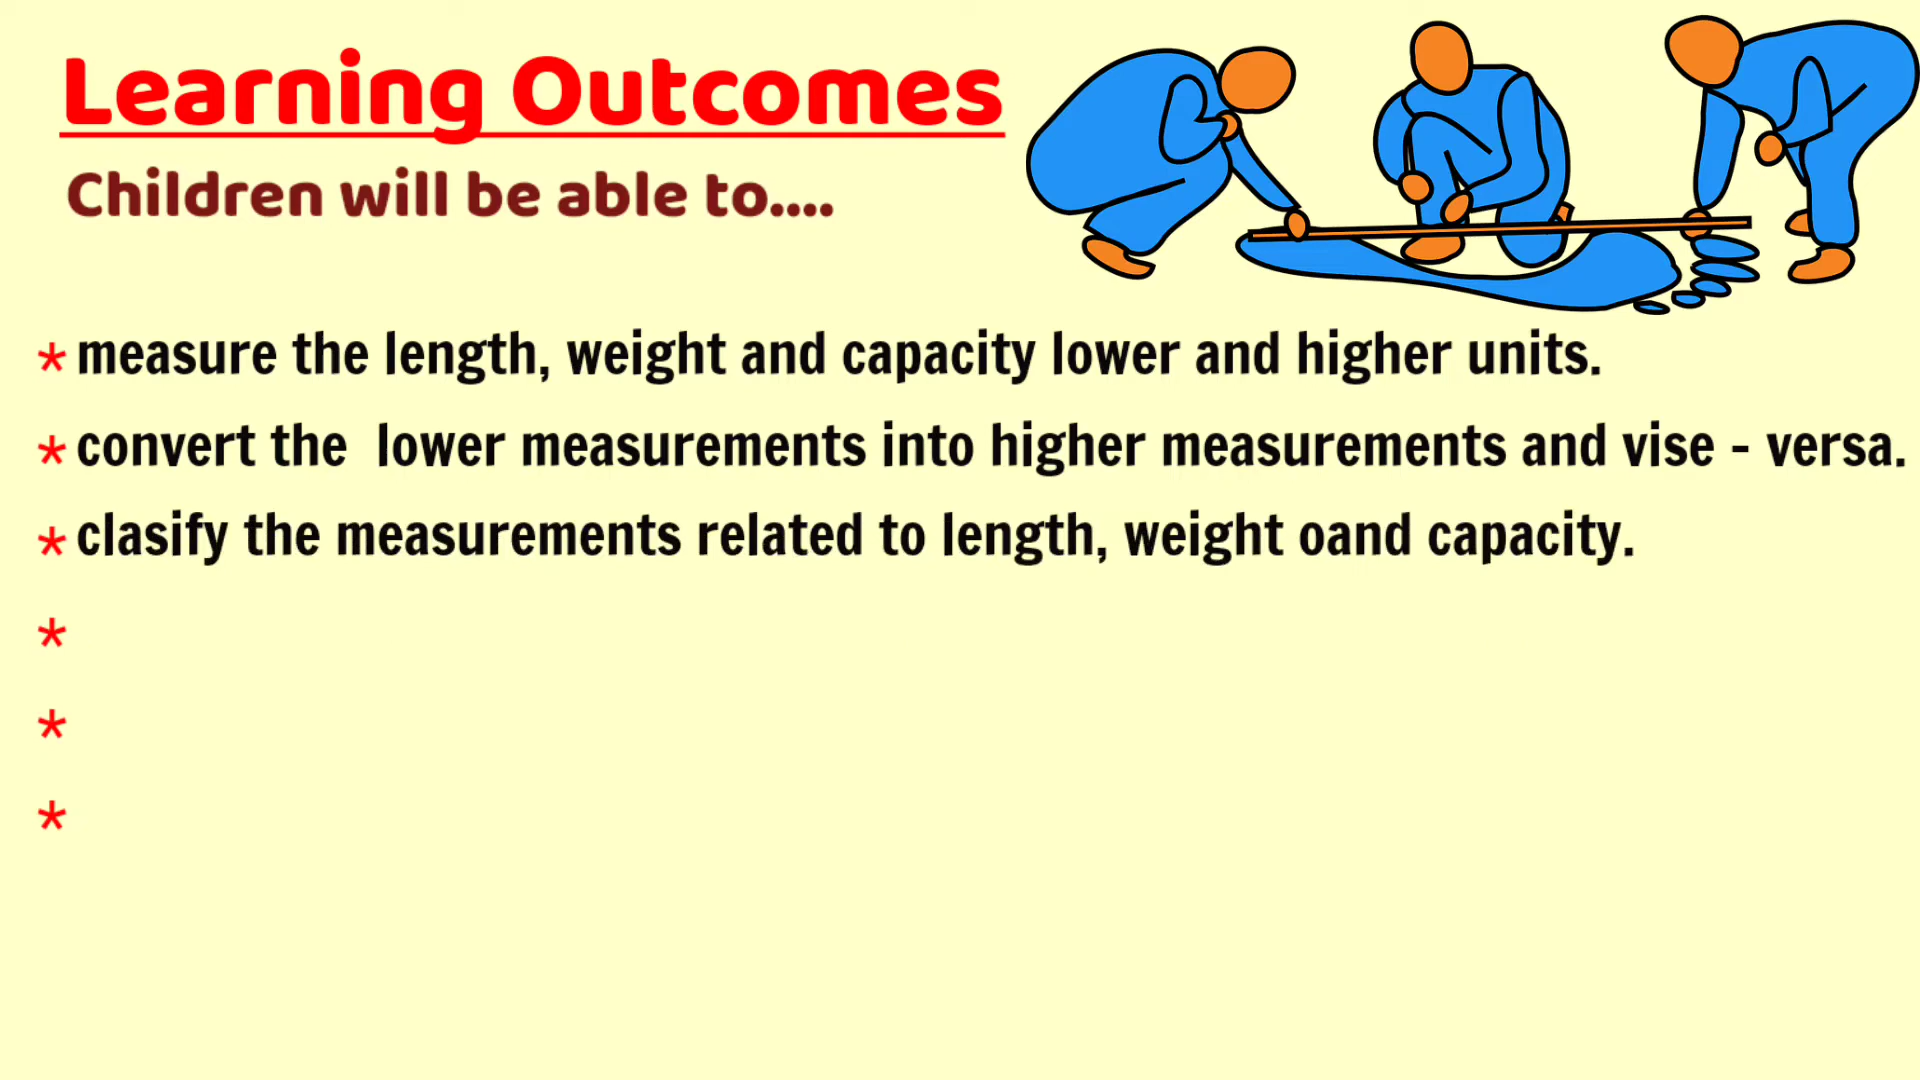 Learning Outcomes
Children will be able to....
* measure the length, weight and capacity lower and higher units.
* convert the  lower measurements into higher measurements and vise - versa.
* clasify the measurements related to length, weight oand capacity.
*
*
*